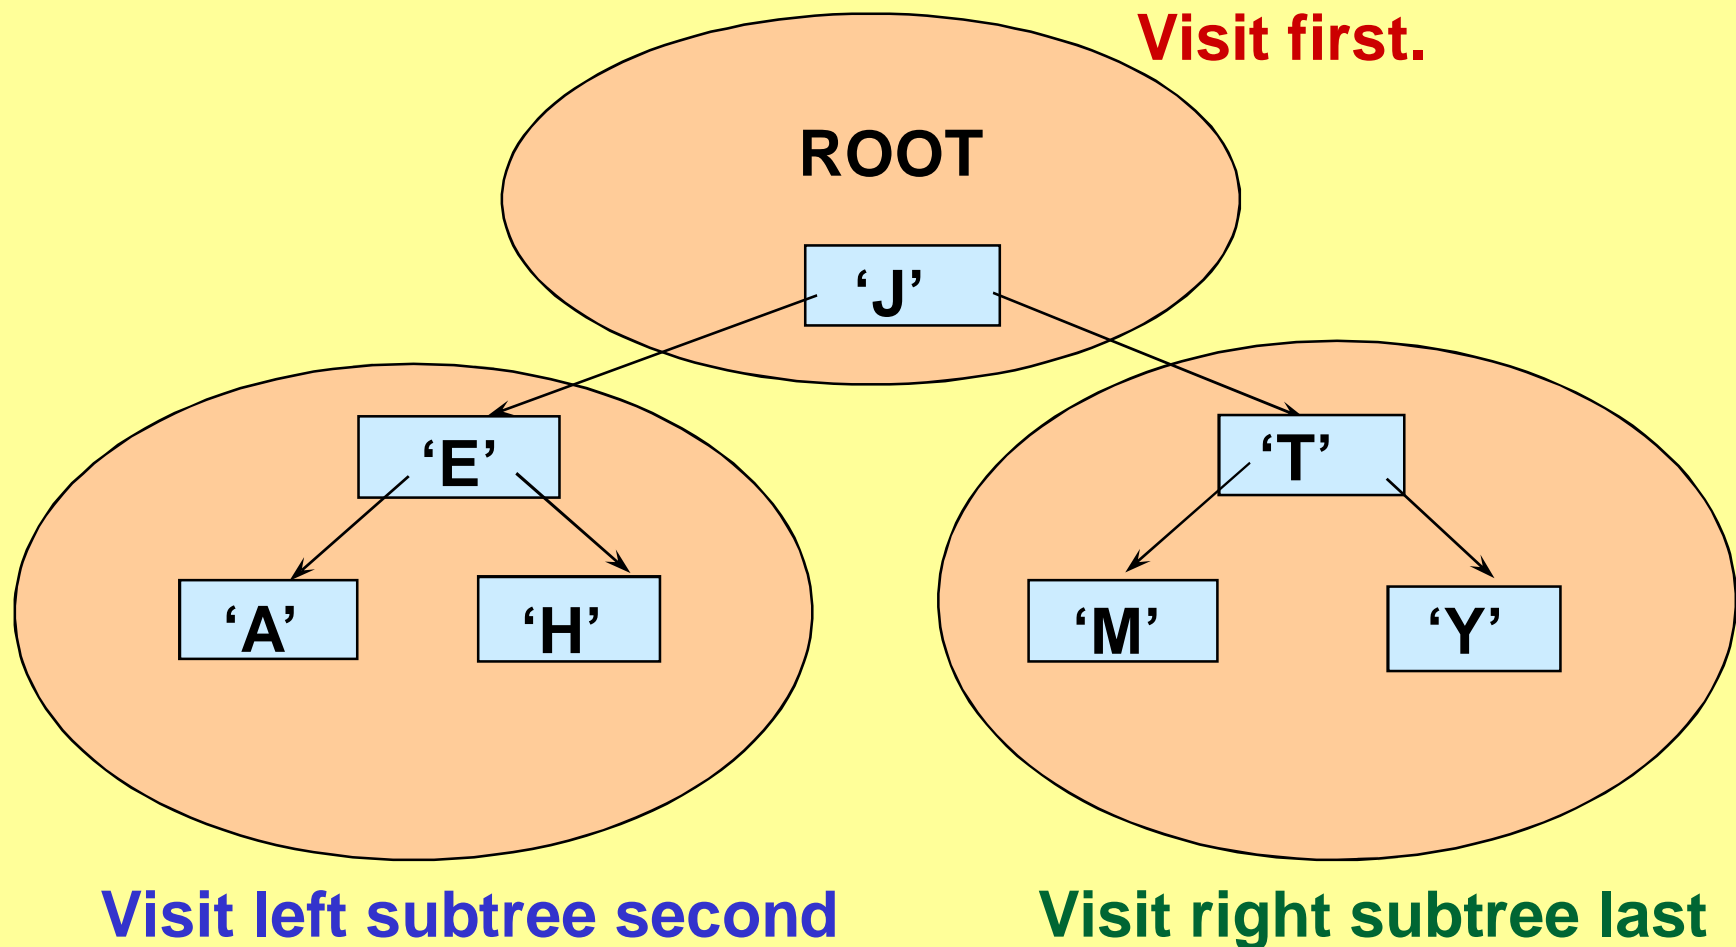 Visit first.
ROOT
‘J’
‘E’
‘T’
‘A’
‘H’
‘M’
‘Y’
Visit left subtree second
Visit right subtree last